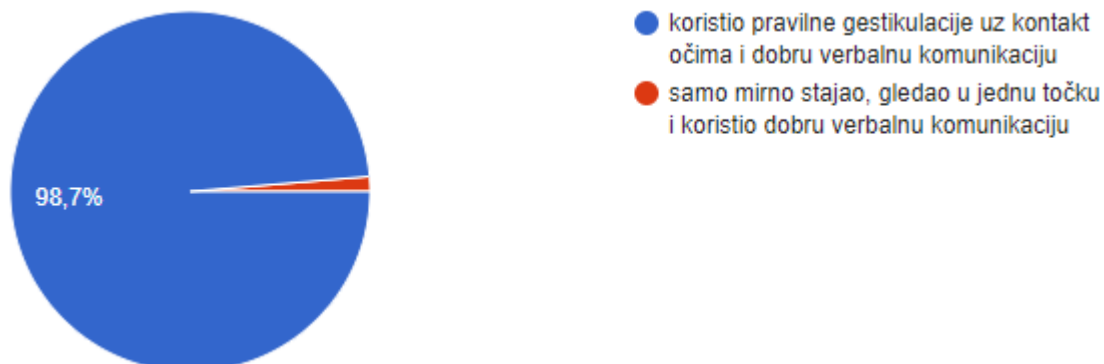 koristio pravilne gestikulacije uz kontakt
očima i dobru verbalnu komunikaciju
samo mirno stajao, gledao u jednu točku
i koristio dobru verbalnu komunikaciju
98,7%